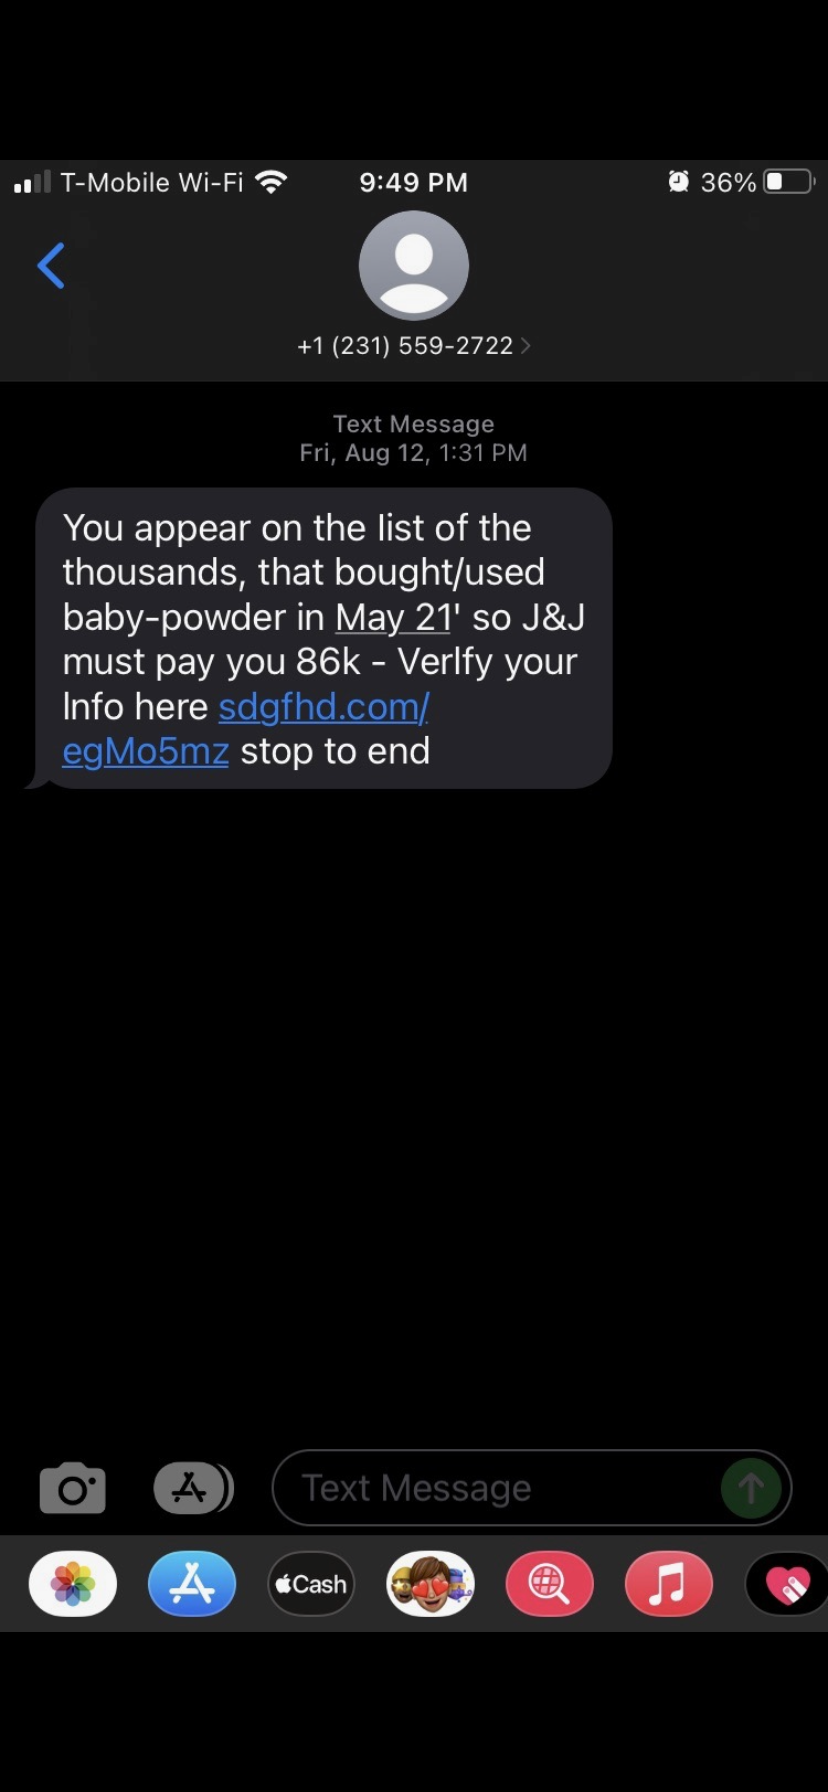 T-Mobile Wi-Fi 9:49 PM 36%
+1 (231) 559-2722
Text Message
Fri, Aug 12, 1:31 PM
You appear on the list of the
thousands, that bought/used
baby-powder in May 21' so J&J
must pay you 86k - Verlfy your
lnfo here sdgfhd.com/
egMo5mz stop to end
Text Message
Cash